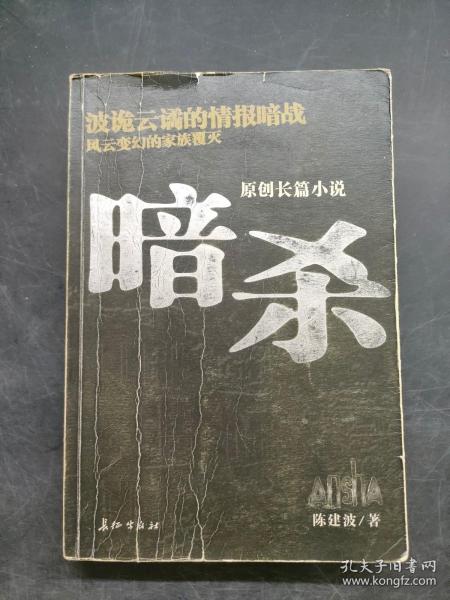 波诡云谲的情报暗战
风云变幻的家族覆灭
原创长篇小说
暗杀
AnshA
陈建波/著
长征出版社
孔夫子旧书网
www.kongfz.com